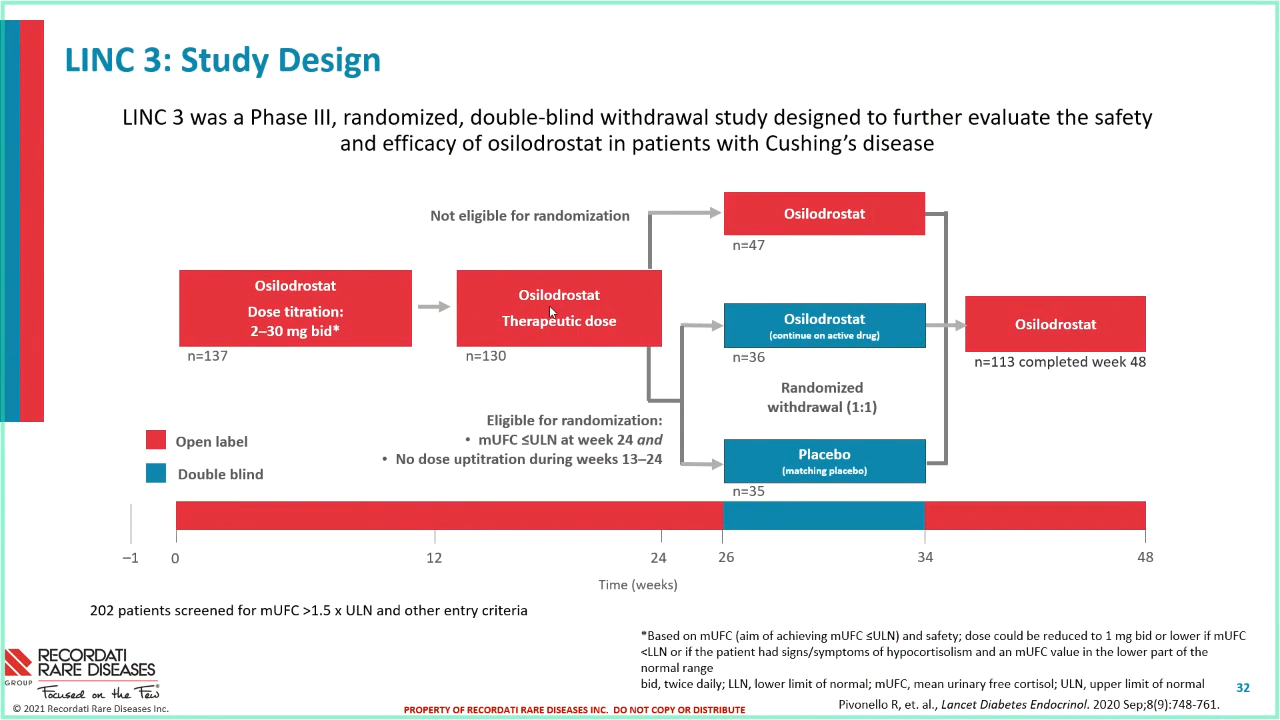 LINC 3: Study Design
LINC 3 was a Phase III, randomized, double-blind withdrawal study designed to further evaluate the safety
and efficacy of osilodrostat in patients with Cushing's disease
Not eligible for randomization
Osilodrostat
n=47
Osilodrostat
Dose titration:
2–30 mg bid*
n=137
Osilodrostat
Therapeutic dose
n=130
Osilodrostat
(continue on active drug)
n=36
Osilodrostat
n=113 completed week 48
Randomized
withdrawal (1:1)
Eligible for randomization:
• mUFC ≤ULN at week 24 and
• No dose uptitration during weeks 13–24
Placebo
(matching placebo)
n=35
Open label
Double blind
–1 0 12 24 26 34 48
Time (weeks)
202 patients screened for mUFC >1.5 x ULN and other entry criteria
*Based on mUFC (aim of achieving mUFC ≤ULN) and safety; dose could be reduced to 1 mg bid or lower if mUFC
<LLN or if the patient had signs/symptoms of hypocortisolism and an mUFC value in the lower part of the
normal range
bid, twice daily; LLN, lower limit of normal; mUFC, mean urinary free cortisol; ULN, upper limit of normal
32
RECORDATI
RARE DISEASES
GROUP
Focused on the Few®
© 2021 Recordati Rare Diseases Inc.
PROPERTY OF RECORDATI RARE DISEASES INC. DO NOT COPY OR DISTRIBUTE
Pivonello R, et. al., Lancet Diabetes Endocrinol. 2020 Sep;8(9):748-761.